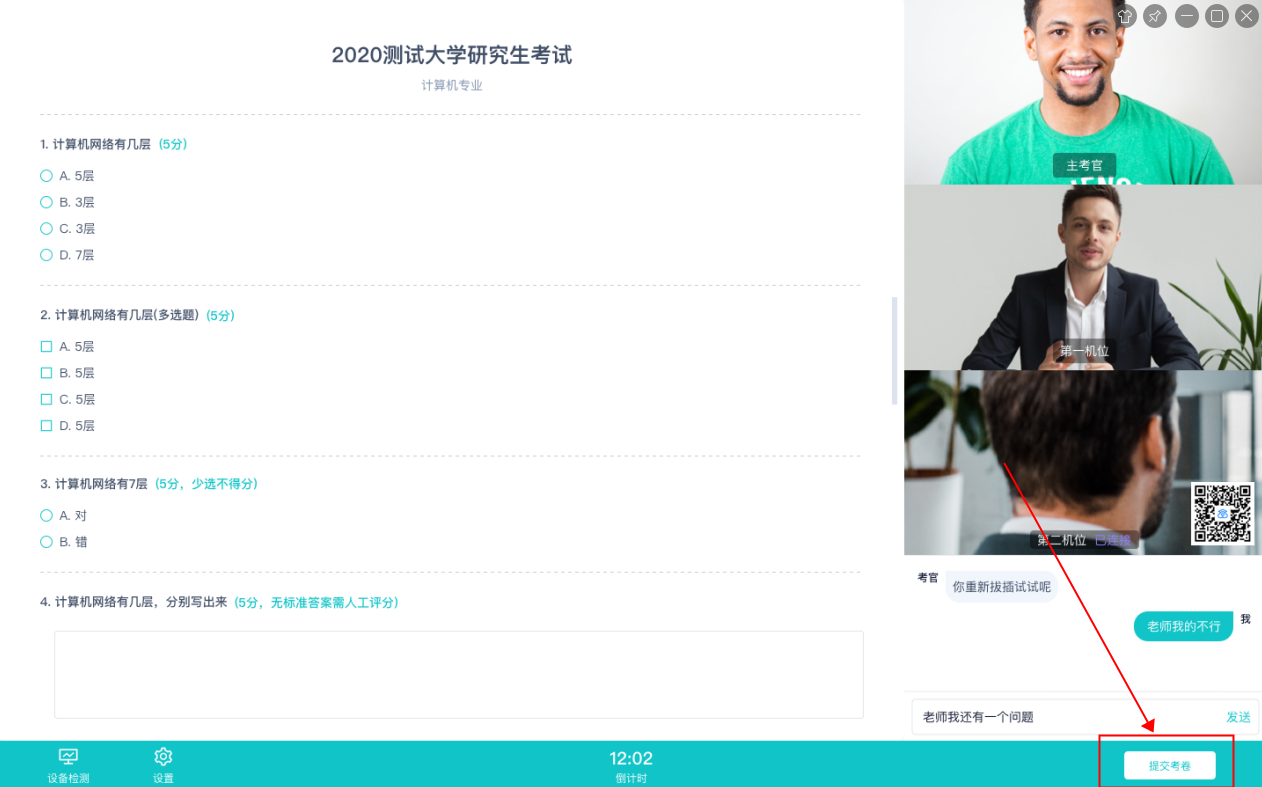 2020测试大学研究生考试
计算机专业
1. 计算机网络有几层 (5分)
A. 5层
B. 3层
C. 3层
D. 7层
2. 计算机网络有几层(多选题) (5分)
A. 5层
B. 5层
C. 5层
D. 5层
3. 计算机网络有7层 (5分，少选不得分)
A. 对
B. 错
4. 计算机网络有几层，分别写出来 (5分，无标准答案需人工评分)
主考官
第一机位
第二机位 已连接
考官
你重新拔插试试呢
老师我的不行
我
老师我还有一个问题
发送
设备检测
设置
12:02
倒计时
提交考卷